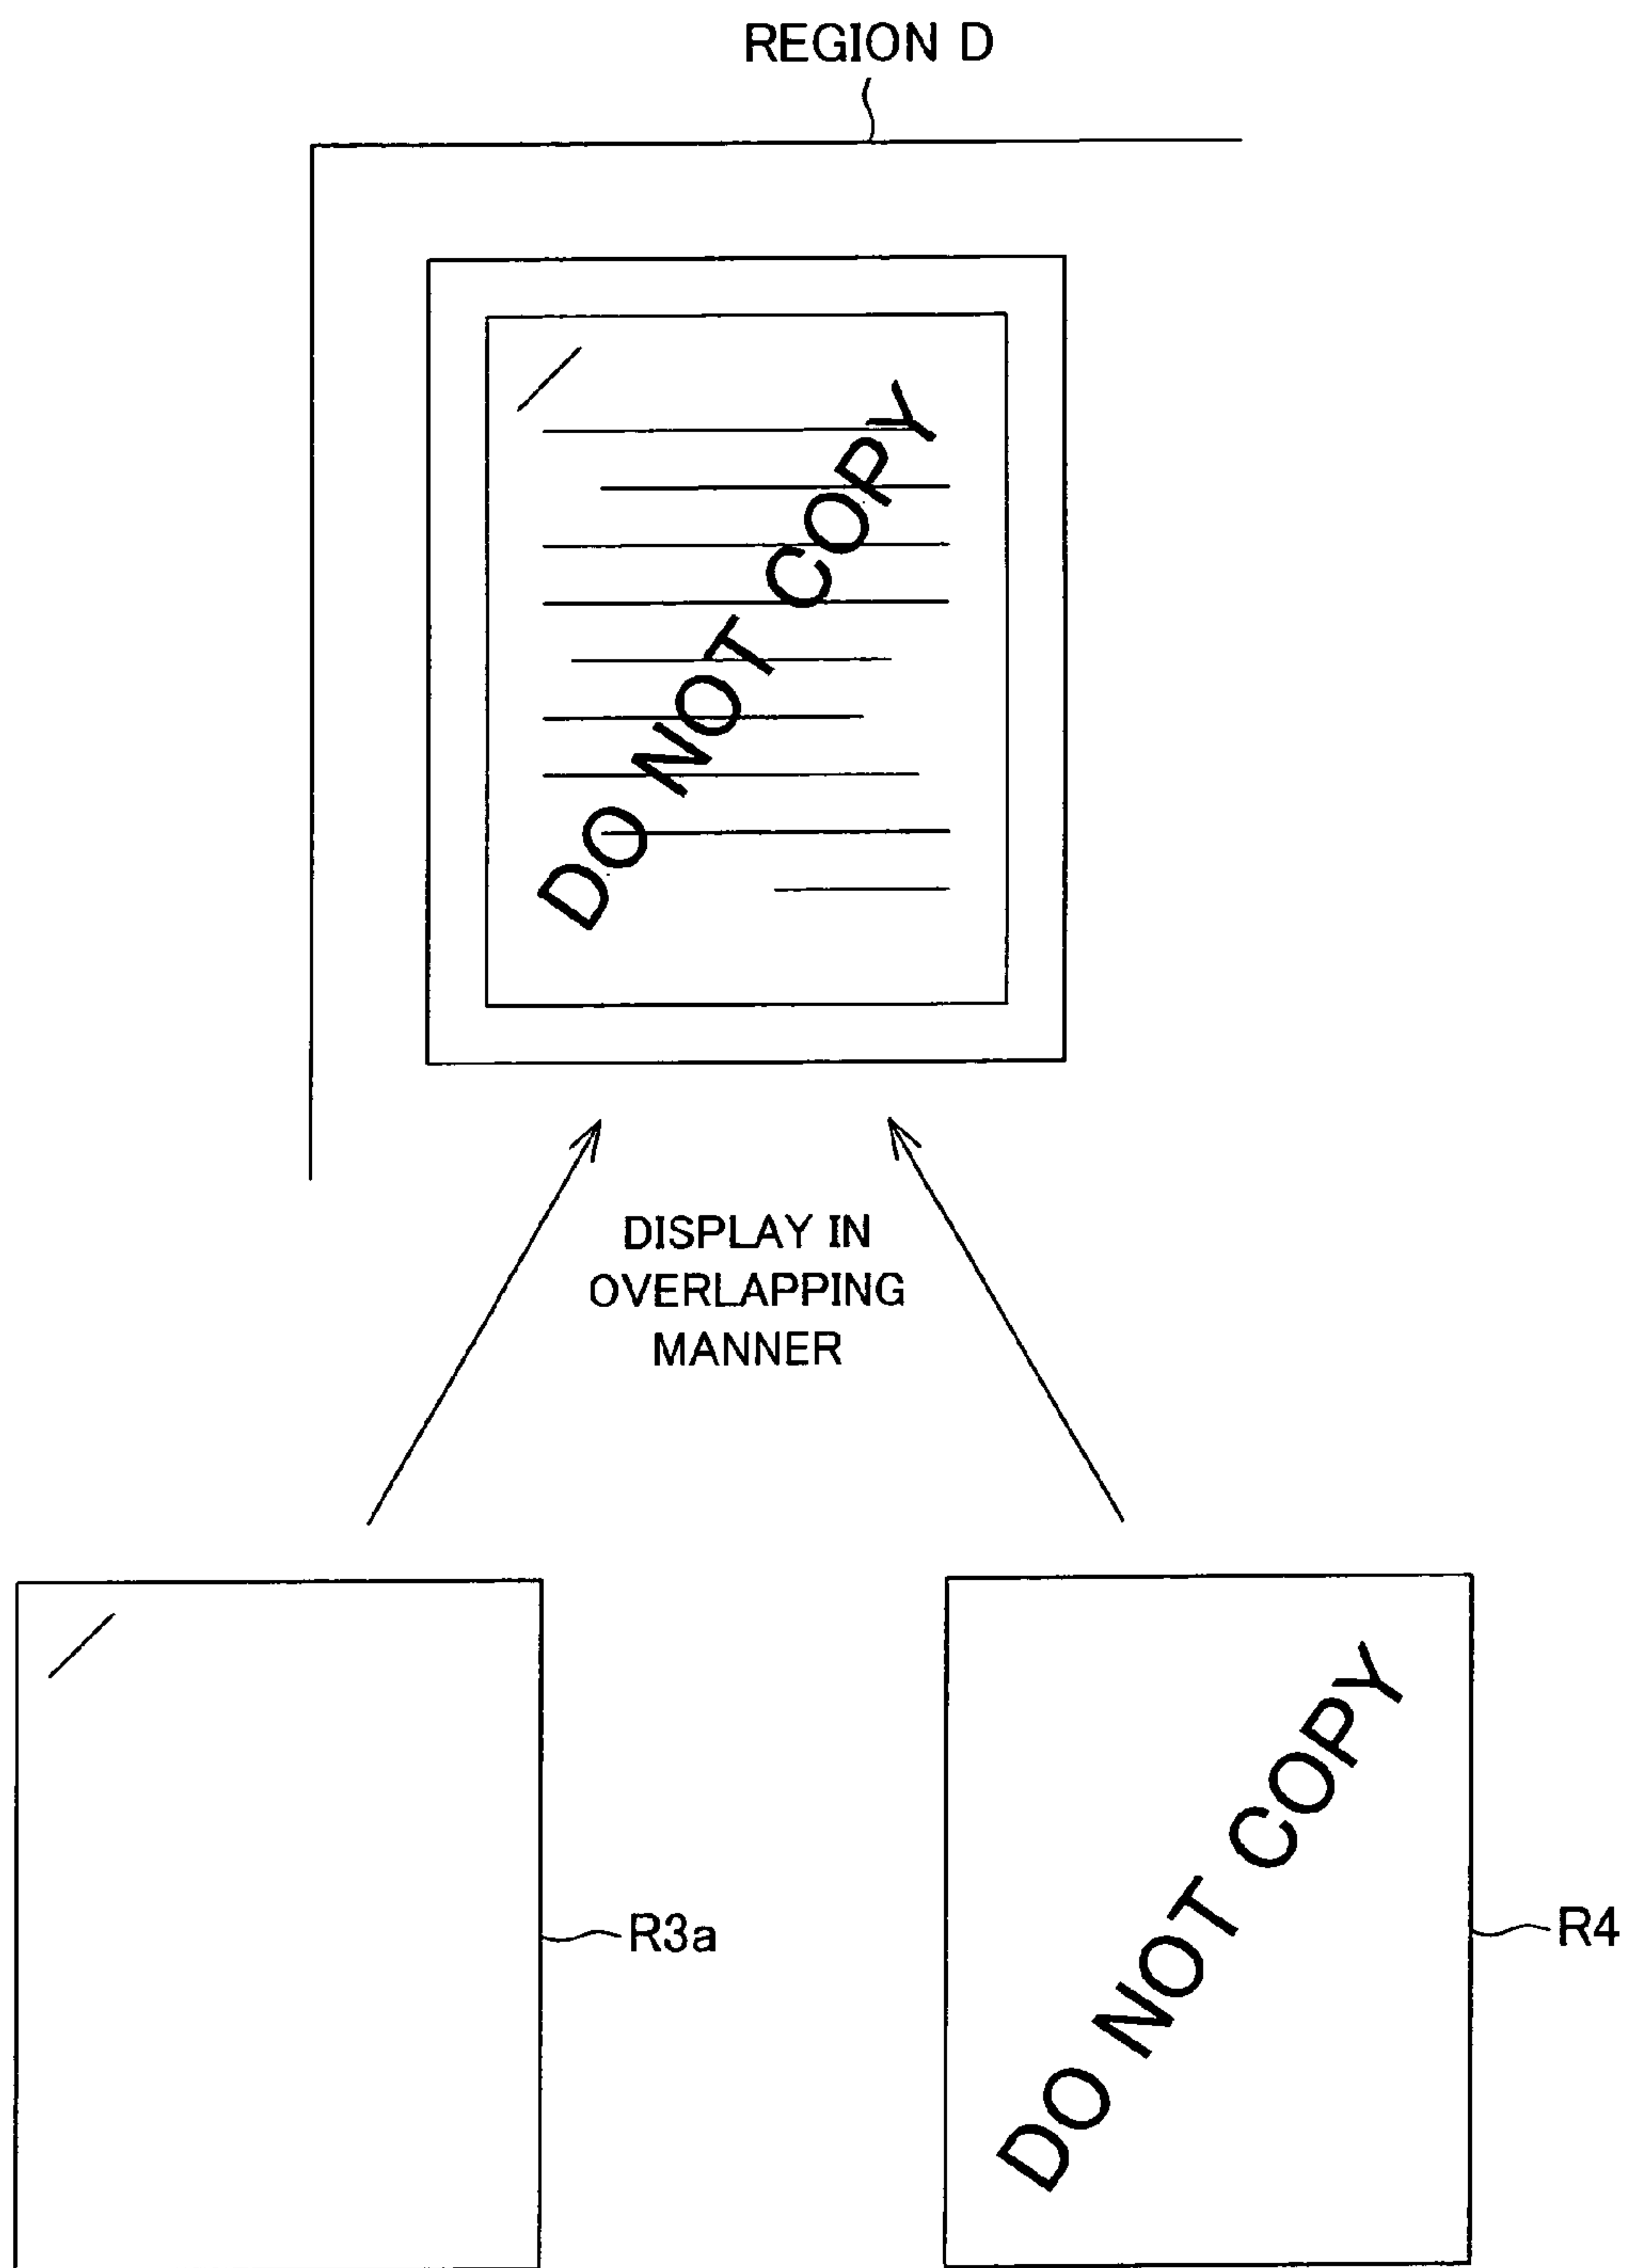 REGION D
DO NOT COPY
DISPLAY IN
OVERLAPPING
MANNER
R3a
DO NOT COPY
R4